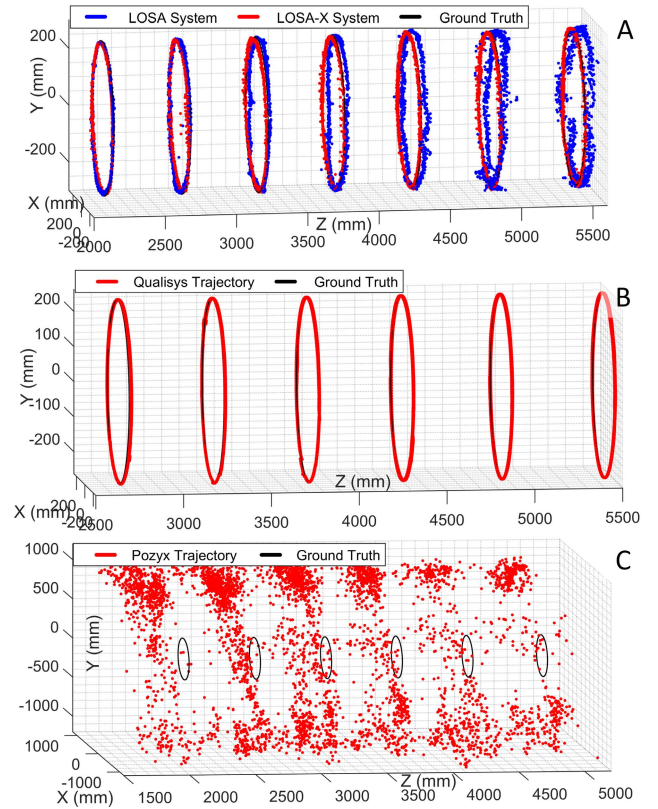 LOSA System LOSA-X System Ground Truth
A
200
0
-200
Y (mm)
X (mm)
200
0
-200
2000 2500 3000 3500 4000 4500 5000 5500
Z (mm)
Qualisys Trajectory Ground Truth
B
200
100
0
-100
-200
Y (mm)
X (mm)
200
0
-200
2500 3000 3500 4000 4500 5000 5500
Z (mm)
Pozyx Trajectory Ground Truth
C
1000
500
0
-500
-1000
Y (mm)
1000
0
-1000
X (mm)
1500 2000 2500 3000 3500 4000 4500 5000
Z (mm)